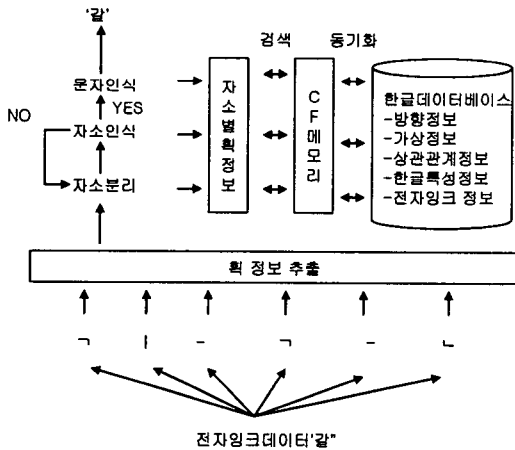 '갈'
검색 동기화
문자인식
NO YES
자소인식
자소분리
자소별획정보
CF메모리
한글데이터베이스
-방향정보
-가상정보
-상관관계정보
-한글특성정보
-전자잉크 정보
획 정보 추출
ㄱ ㅣ - ㄱ - ㄴ
전자잉크데이터'갈"